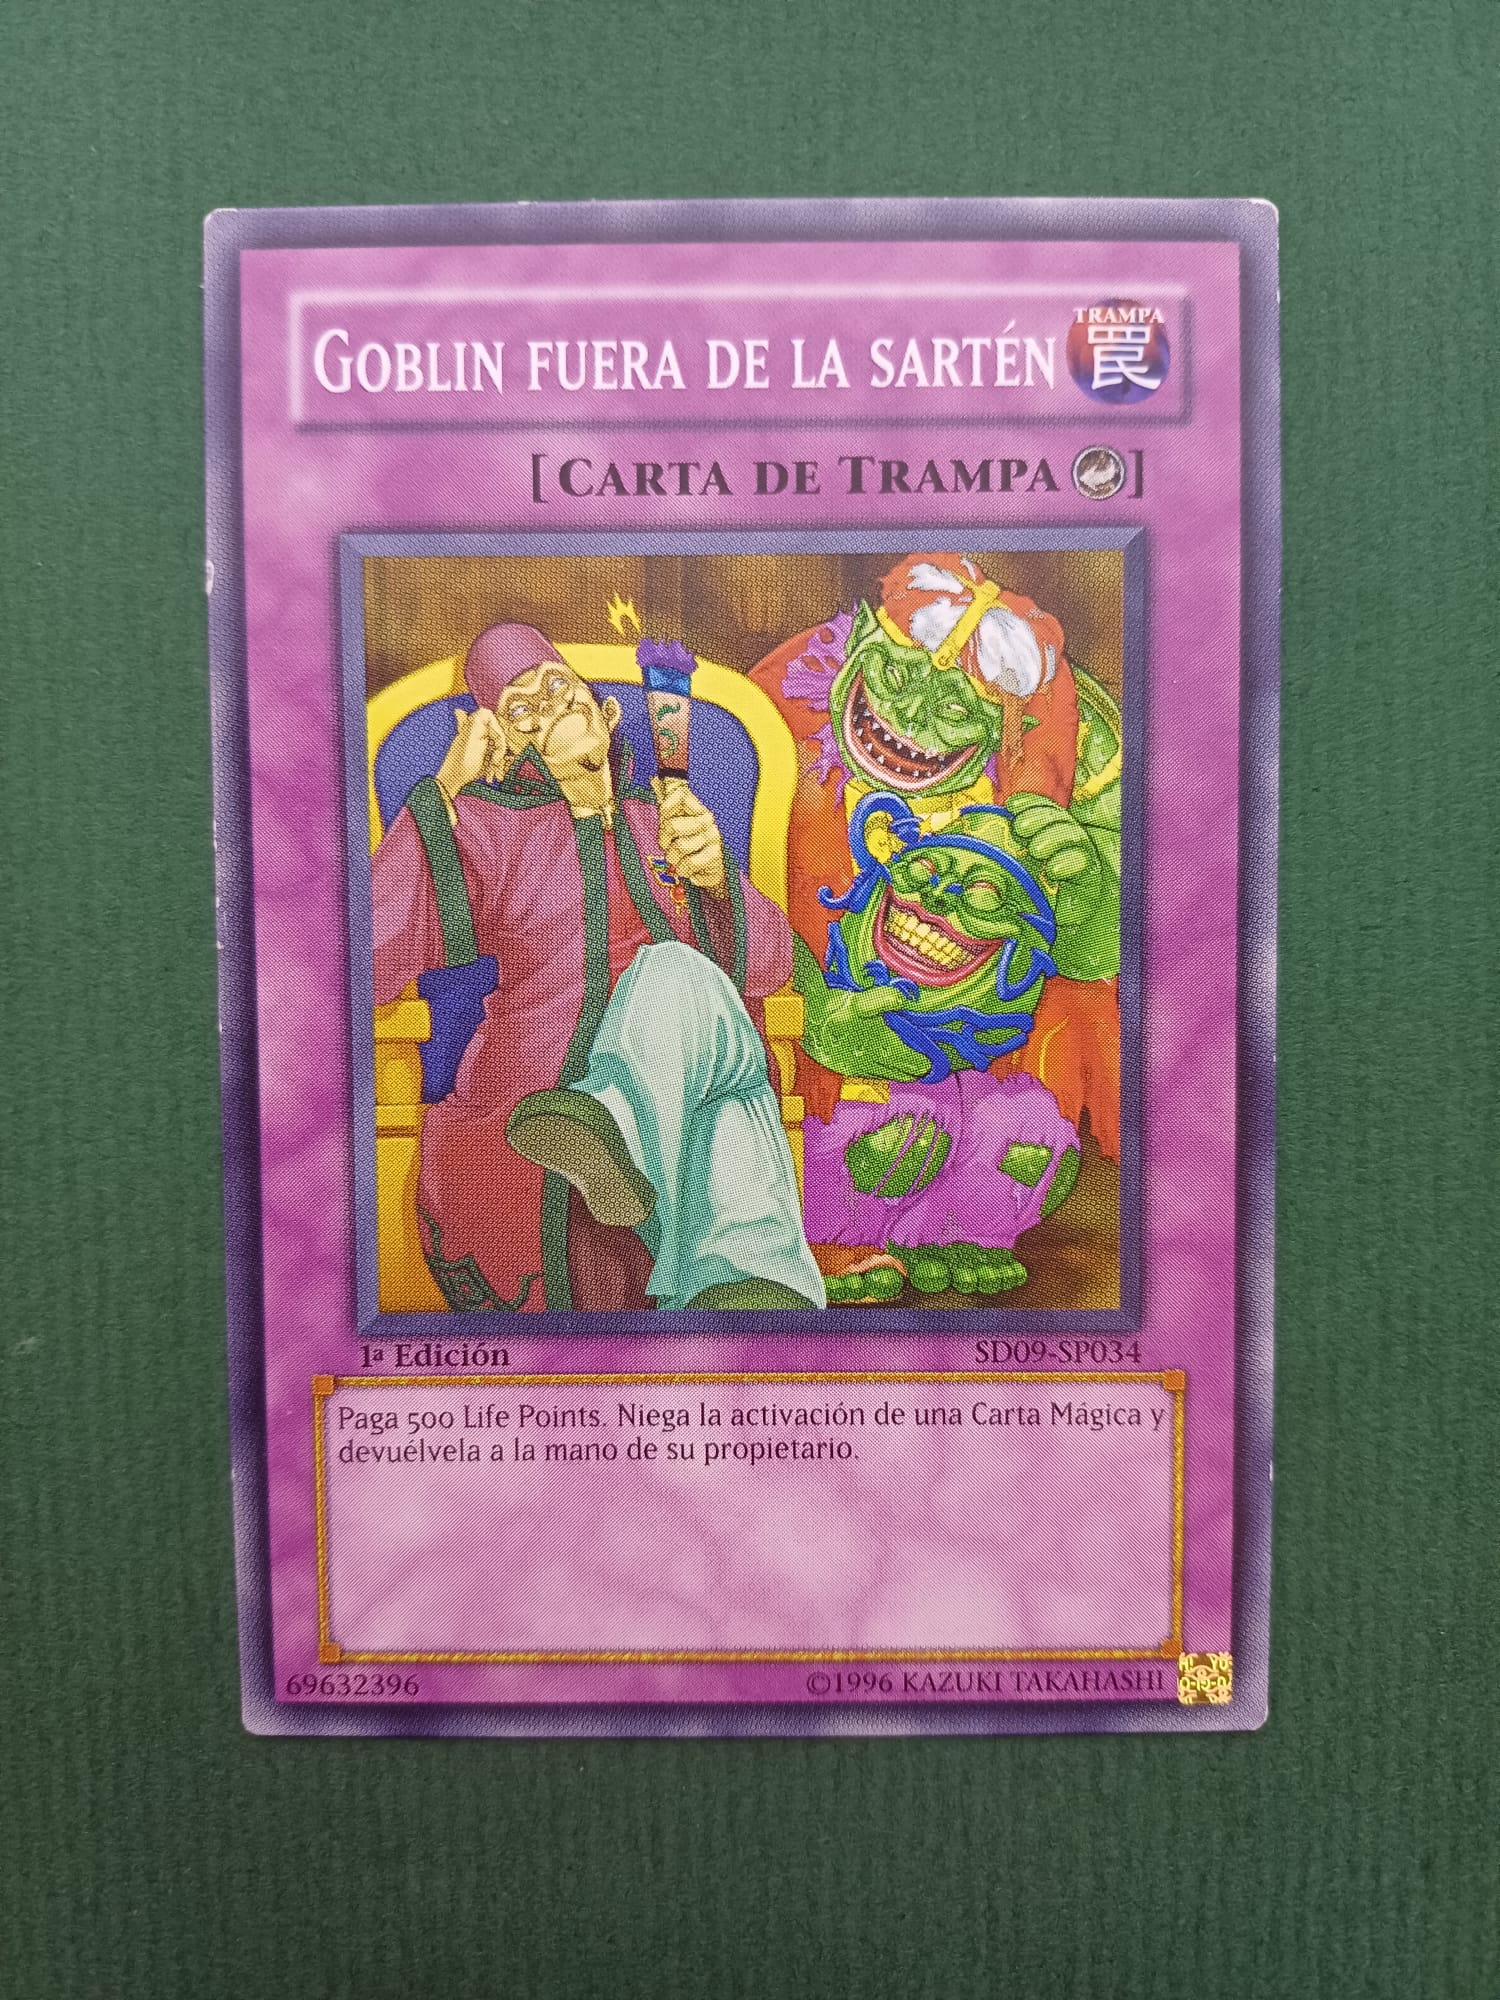 GOBLIN FUERA DE LA SARTÉN
TRAMPA
罠
[CARTA DE TRAMPA]
1ª Edición
SD09-SP034
Paga 500 Life Points. Niega la activación de una Carta Mágica y
devuélvela a la mano de su propietario.
69632396
©1996 KAZUKI TAKAHASHI